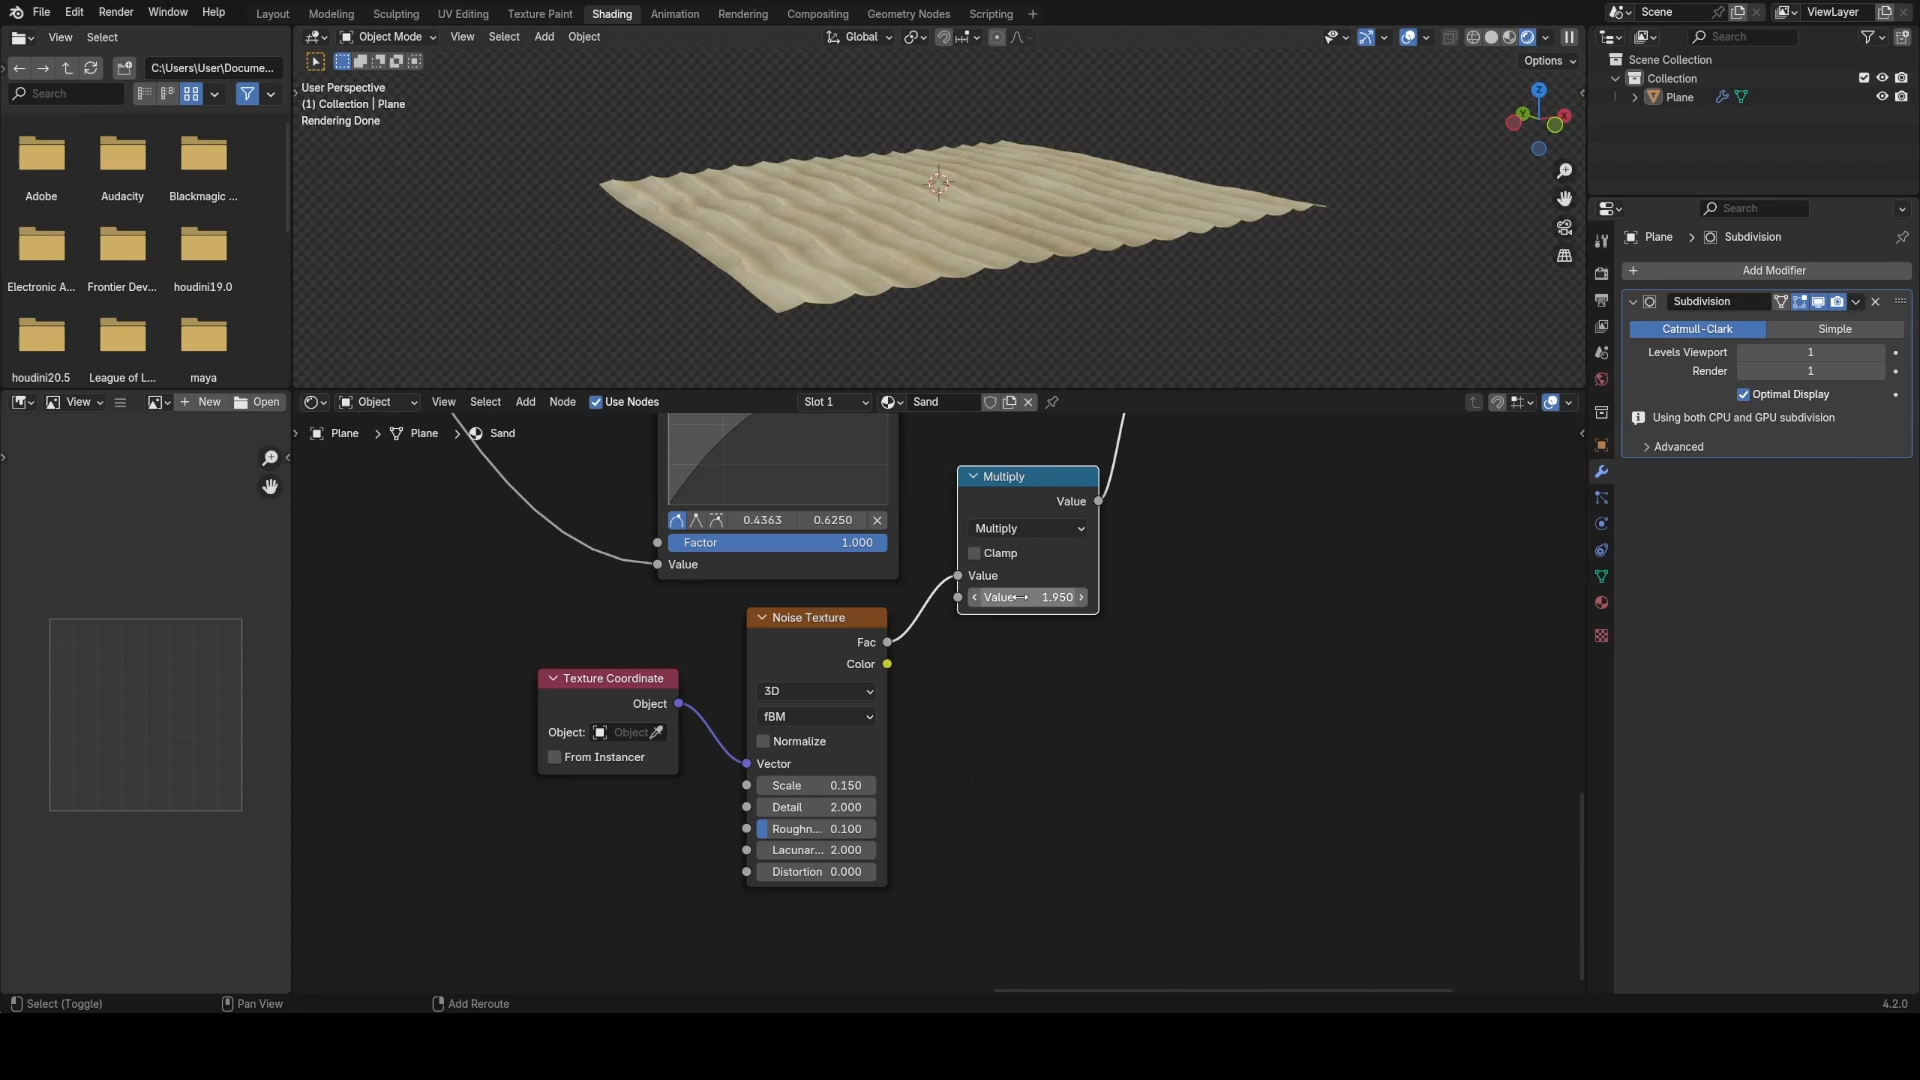 File Edit Render Window Help
Layout Modeling Sculpting UV Editing Texture Paint Shading Animation Rendering Compositing Geometry Nodes Scripting +
Scene
ViewLayer
View Select
C:\Users\User\Docume...
Search
Adobe
Audacity
Blackmagic ...
Electronic A...
Frontier Dev...
houdini19.0
houdini20.5
League of L...
maya
Object Mode
View Select Add Object
Global
Options
User Perspective
(1) Collection | Plane
Rendering Done
Z
Y
X
Search
Scene Collection
Collection
Plane
Search
Plane > Subdivision
+ Add Modifier
Subdivision
Catmull-Clark Simple
Levels Viewport 1
Render 1
Optimal Display
Using both CPU and GPU subdivision
Advanced
View
+ New
Open
Object
View Select Add Node
Use Nodes
Slot 1
Sand
Plane > Plane > Sand
0.4363 0.6250
Factor 1.000
Value
Multiply
Value
Multiply
Clamp
Value
Value 1.950
Noise Texture
Fac
Color
3D
fBM
Normalize
Vector
Scale 0.150
Detail 2.000
Roughn... 0.100
Lacunar... 2.000
Distortion 0.000
Texture Coordinate
Object
Object: Object
From Instancer
Select (Toggle)
Pan View
Add Reroute
4.2.0